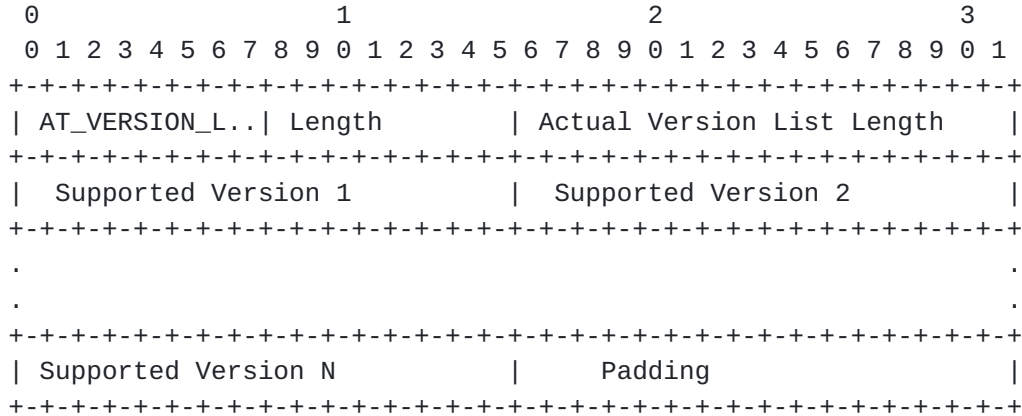 0                   1                   2                   3
 0 1 2 3 4 5 6 7 8 9 0 1 2 3 4 5 6 7 8 9 0 1 2 3 4 5 6 7 8 9 0 1
+-+-+-+-+-+-+-+-+-+-+-+-+-+-+-+-+-+-+-+-+-+-+-+-+-+-+-+-+-+-+-+-+
| AT_VERSION_L..| Length        | Actual Version List Length    |
+-+-+-+-+-+-+-+-+-+-+-+-+-+-+-+-+-+-+-+-+-+-+-+-+-+-+-+-+-+-+-+-+
|  Supported Version 1          |  Supported Version 2          |
+-+-+-+-+-+-+-+-+-+-+-+-+-+-+-+-+-+-+-+-+-+-+-+-+-+-+-+-+-+-+-+-+
.                                                               .
.                                                               .
+-+-+-+-+-+-+-+-+-+-+-+-+-+-+-+-+-+-+-+-+-+-+-+-+-+-+-+-+-+-+-+-+
| Supported Version N           |     Padding                   |
+-+-+-+-+-+-+-+-+-+-+-+-+-+-+-+-+-+-+-+-+-+-+-+-+-+-+-+-+-+-+-+-+